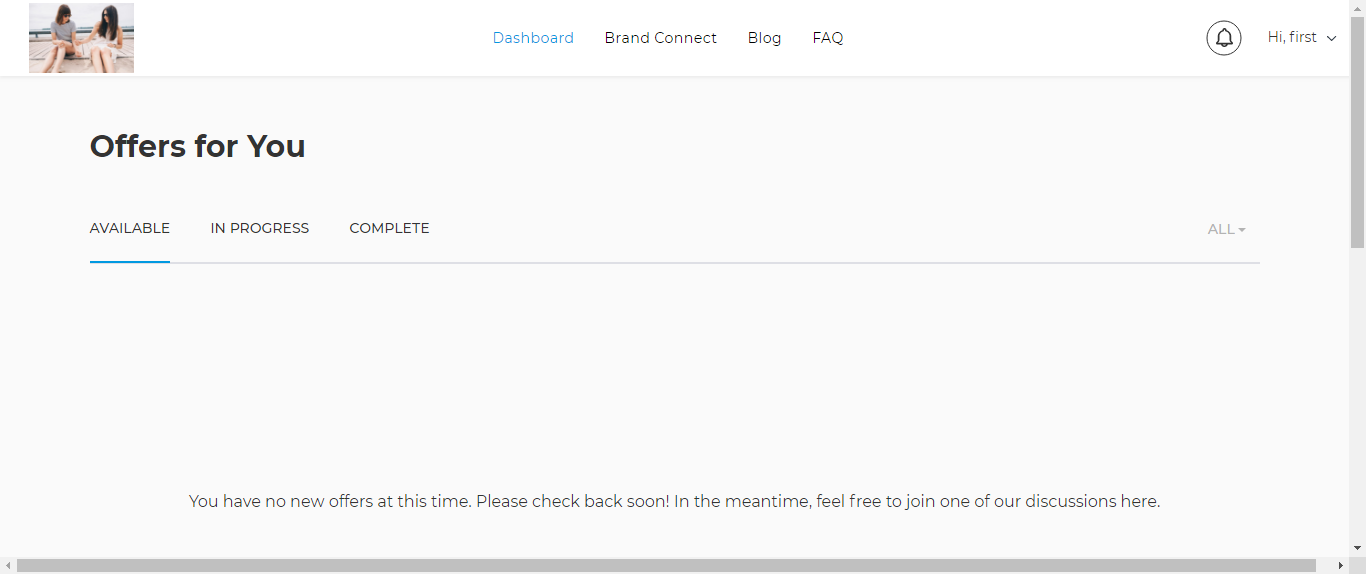 Dashboard
Brand Connect
Blog
FAQ
Hi, first
Offers for You
AVAILABLE
IN PROGRESS
COMPLETE
ALL
You have no new offers at this time. Please check back soon! In the meantime, feel free to join one of our discussions here.